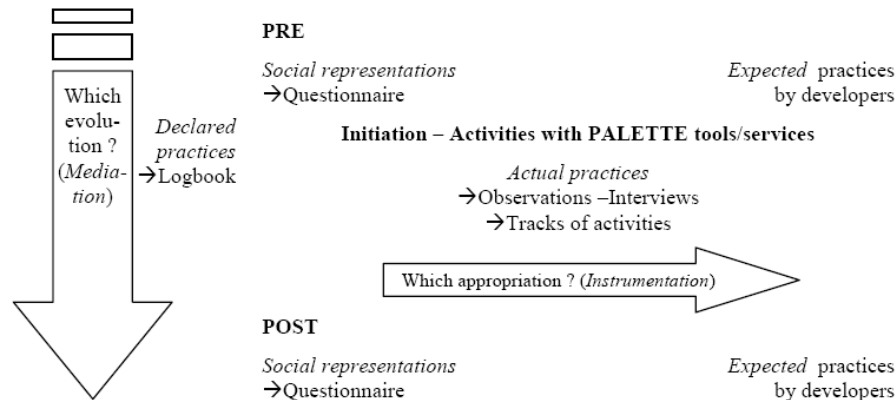 PRE
Social representations
→Questionnaire
Expected practices
by developers
Which
evolu-
tion ?
(Media-
tion)
Declared
practices
→Logbook
Initiation – Activities with PALETTE tools/services
Actual practices
→Observations –Interviews
→Tracks of activities
Which appropriation ? (Instrumentation)
POST
Social representations
→Questionnaire
Expected practices
by developers